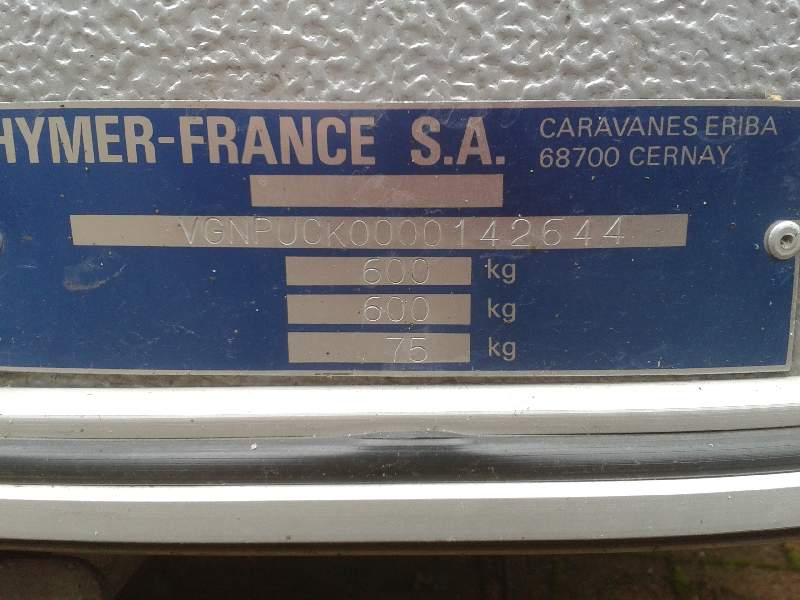 HYMER-FRANCE S.A.
CARAVANES ERIBA
68700 CERNAY
VGNPUCK0000142644
600 kg
600 kg
75 kg